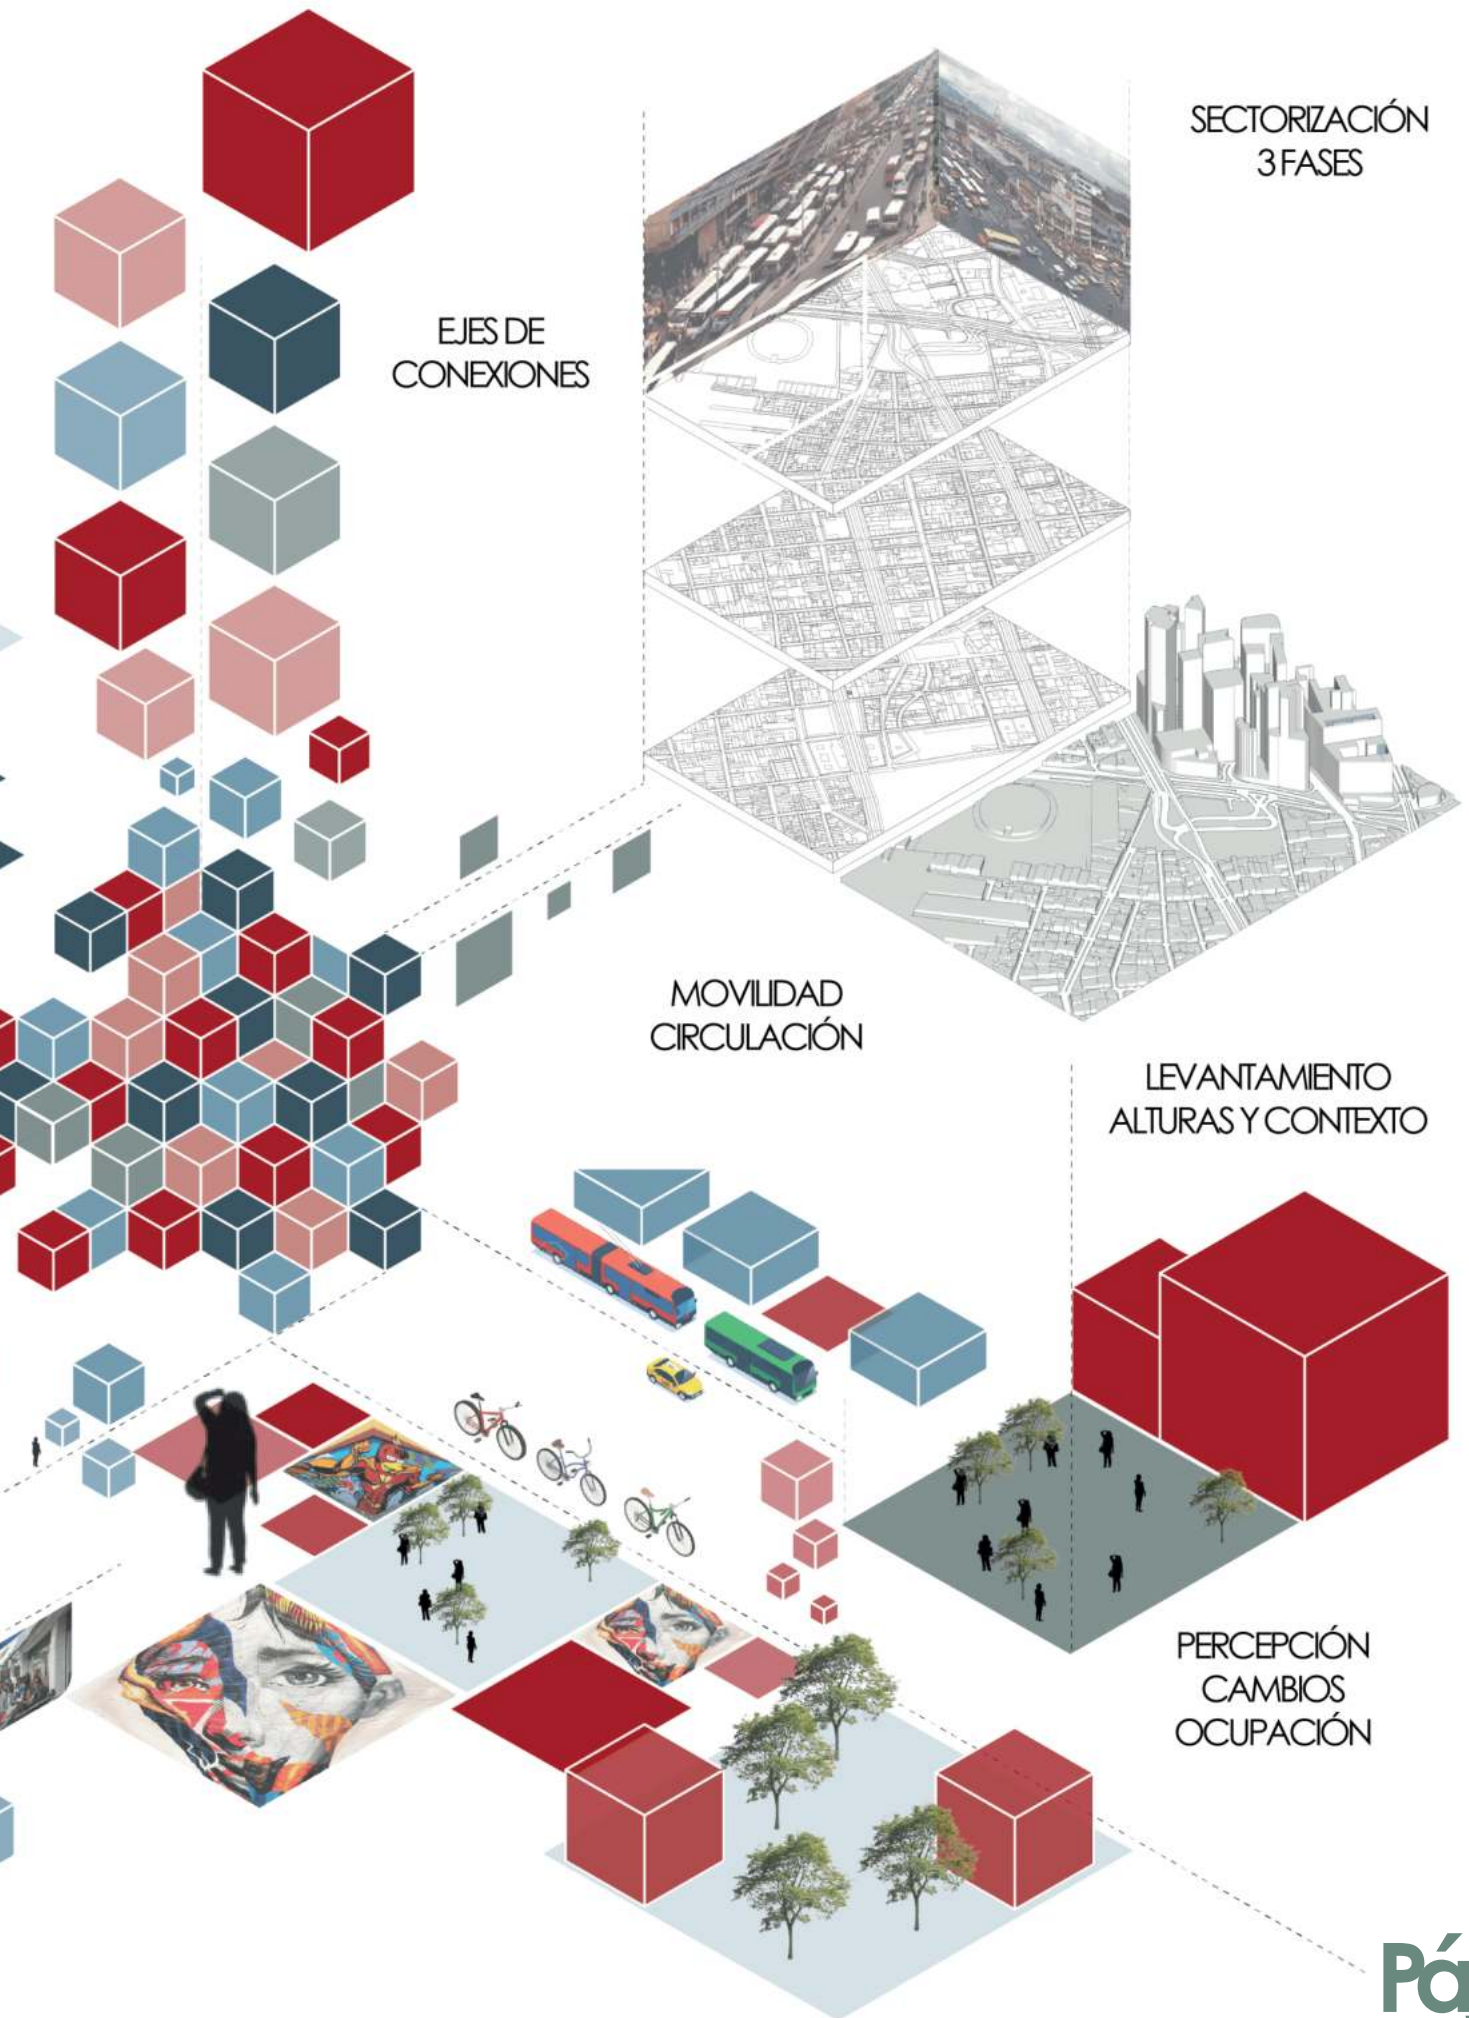 SECTORIZACIÓN
3 FASES
EJES DE
CONEXIONES
MOVILIDAD
CIRCULACIÓN
LEVANTAMIENTO
ALTURAS Y CONTEXTO
PERCEPCIÓN
CAMBIOS
OCUPACIÓN
Pá